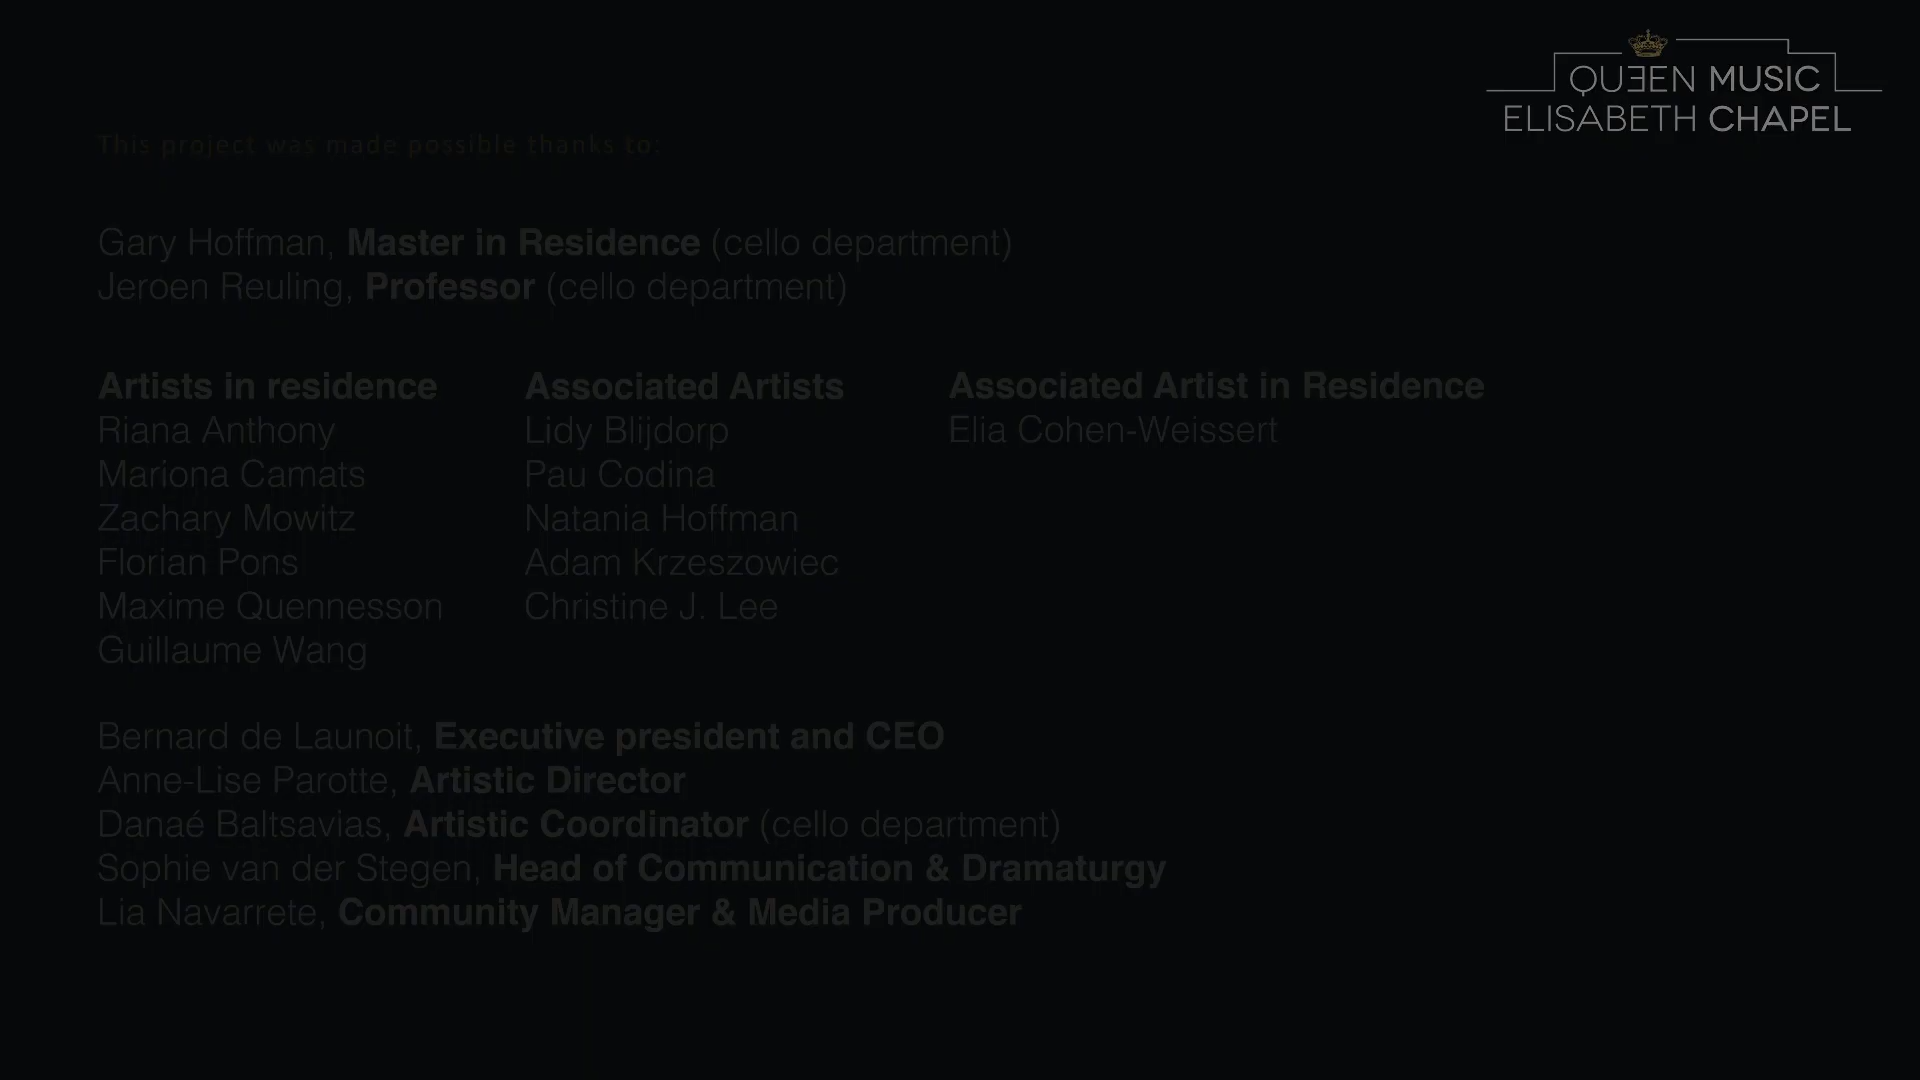 QUEEN MUSIC
ELISABETH CHAPEL
This project was made possible thanks to:
Gary Hoffman, Master in Residence (cello department)
Jeroen Reuling, Professor (cello department)
Artists in residence
Riana Anthony
Mariona Camats
Zachary Mowitz
Florian Pons
Maxime Quennesson
Guillaume Wang
Associated Artists
Lidy Blijdorp
Pau Codina
Natania Hoffman
Adam Krzeszowiec
Christine J. Lee
Associated Artist in Residence
Elia Cohen-Weissert
Bernard de Launoit, Executive president and CEO
Anne-Lise Parotte, Artistic Director
Danaé Baltsavias, Artistic Coordinator (cello department)
Sophie van der Stegen, Head of Communication & Dramaturgy
Lia Navarrete, Community Manager & Media Producer